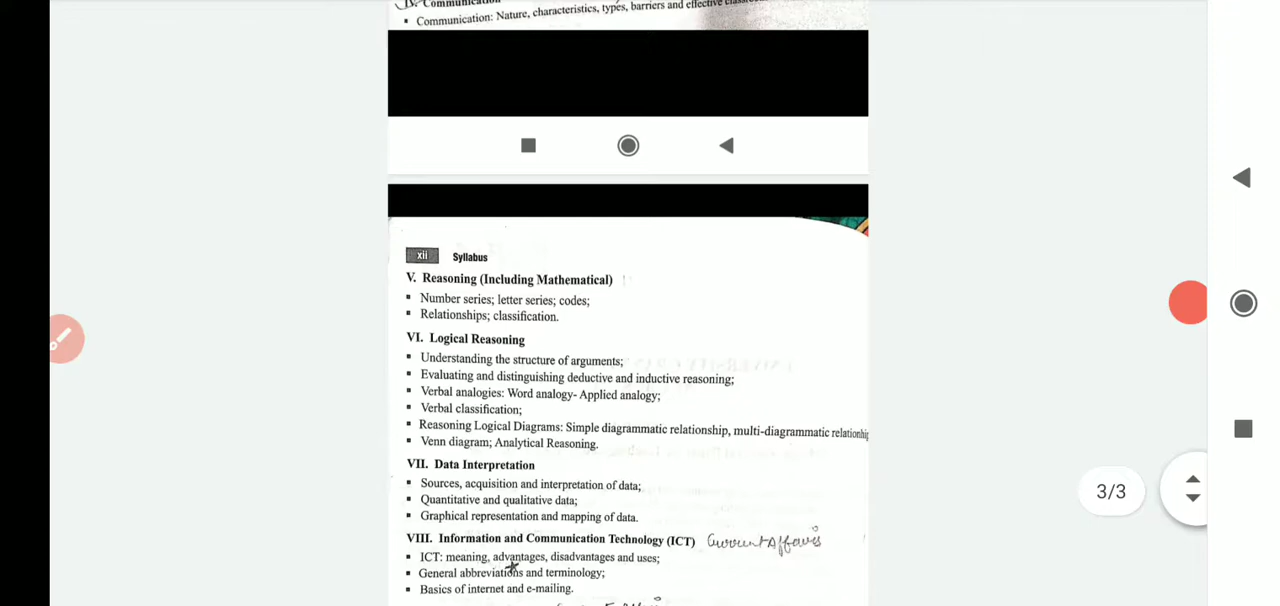 IV. Communication
▪ Communication: Nature, characteristics, types, barriers and effective
xii Syllabus
V. Reasoning (Including Mathematical)
▪ Number series; letter series; codes;
▪ Relationships; classification.
VI. Logical Reasoning
▪ Understanding the structure of arguments;
▪ Evaluating and distinguishing deductive and inductive reasoning;
▪ Verbal analogies: Word analogy- Applied analogy;
▪ Verbal classification;
▪ Reasoning Logical Diagrams: Simple diagrammatic relationship, multi-diagrammatic relationship
▪ Venn diagram; Analytical Reasoning.
VII. Data Interpretation
▪ Sources, acquisition and interpretation of data;
▪ Quantitative and qualitative data;
▪ Graphical representation and mapping of data.
VIII. Information and Communication Technology (ICT) Current Affairs
▪ ICT: meaning, advantages, disadvantages and uses;
▪ General abbreviations and terminology;
▪ Basics of internet and e-mailing.
3/3